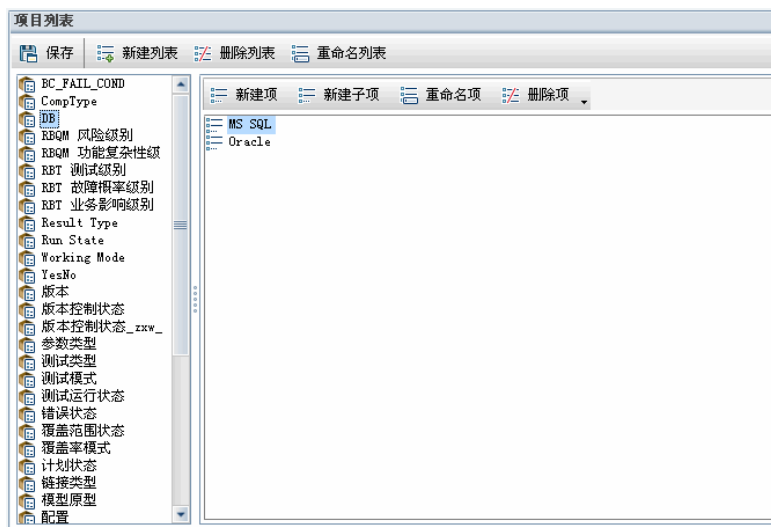 项目列表
保存 新建列表 删除列表 重命名列表
BC_FAIL_COND
CompType
DB
RBQM 风险级别
RBQM 功能复杂性级
RBT 测试级别
RBT 故障概率级别
RBT 业务影响级别
Result Type
Run State
Working Mode
YesNo
版本
版本控制状态
版本控制状态_zxw_
参数类型
测试类型
测试模式
测试运行状态
错误状态
覆盖范围状态
覆盖率模式
计划状态
链接类型
模型原型
配置
新建项 新建子项 重命名项 删除项
MS SQL
Oracle